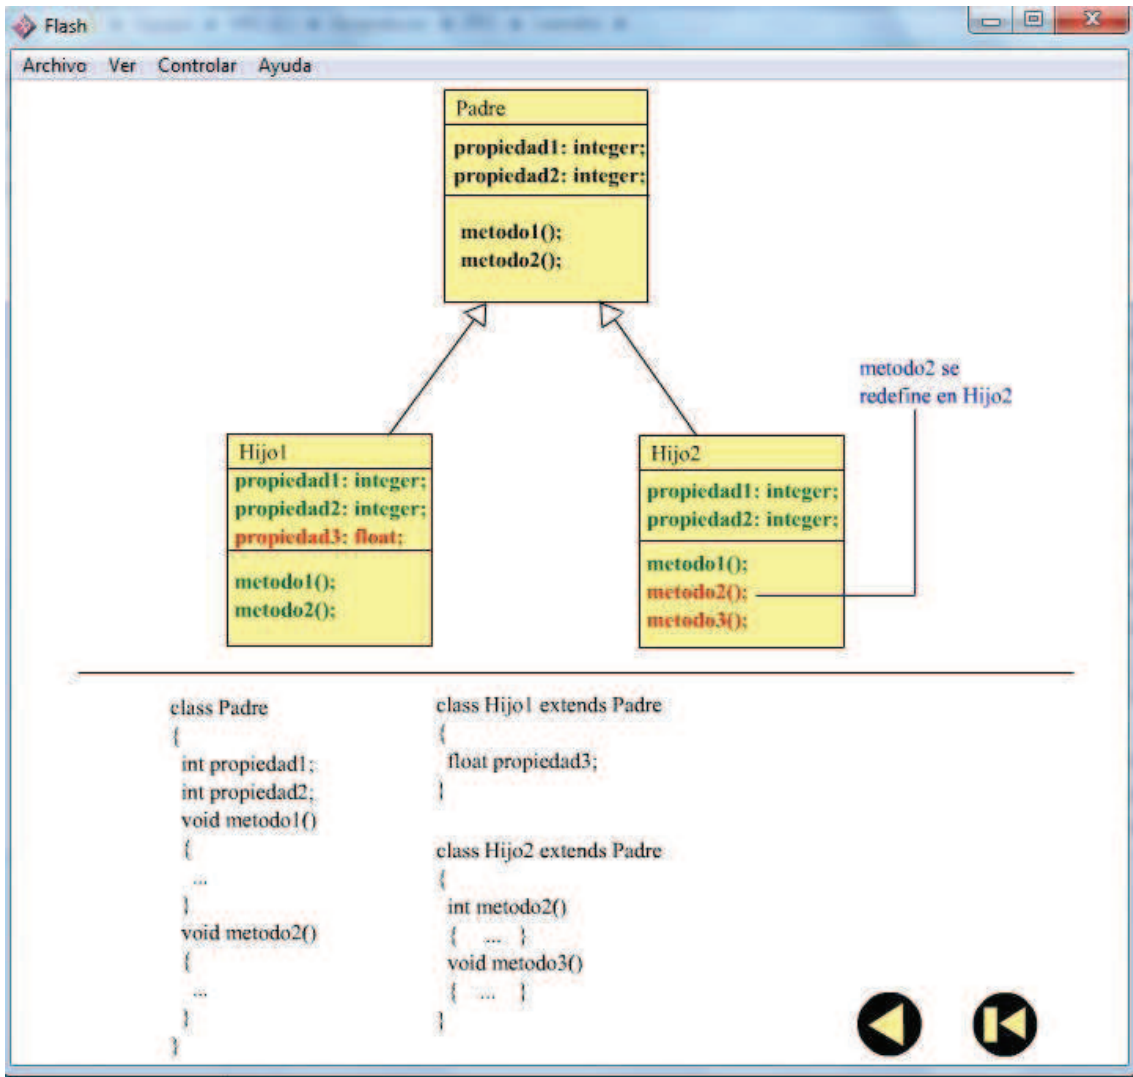 Flash
Archivo Ver Controlar Ayuda
Padre
propiedad1: integer;
propiedad2: integer;
metodo1();
metodo2();
metodo2 se
redefine en Hijo2
Hijo1
propiedad1: integer;
propiedad2: integer;
propiedad3: float;
metodo1();
metodo2();
Hijo2
propiedad1: integer;
propiedad2: integer;
metodo1();
metodo2();
metodo3();
class Padre
{
int propiedad1;
int propiedad2;
void metodo1()
{
...
}
void metodo2()
{
...
}
}
class Hijo1 extends Padre
{
float propiedad3;
}
class Hijo2 extends Padre
{
int metodo2()
{ ... }
void metodo3()
{ ... }
}